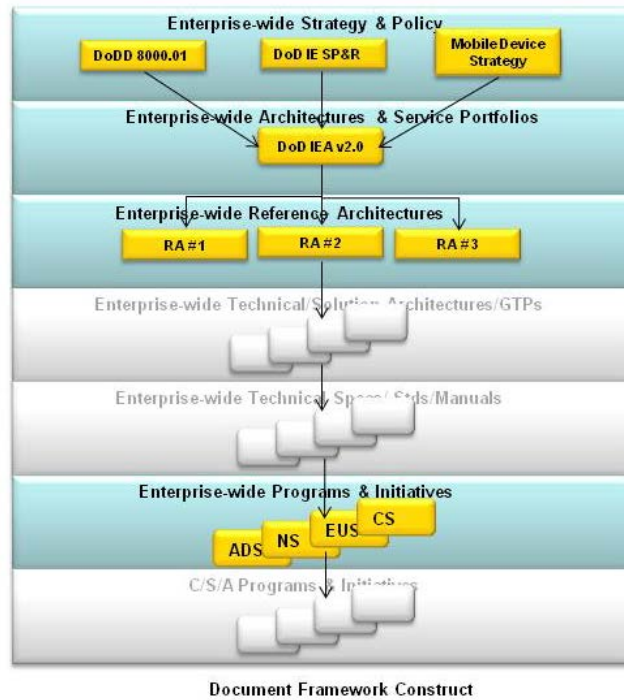 Enterprise-wide Strategy & Policy
DoDD 8000.01
DoD IE SP&R
Mobile Device
Strategy
Enterprise-wide Architectures & Service Portfolios
DoD IEA v2.0
Enterprise-wide Reference Architectures
RA #1
RA #2
RA #3
Enterprise-wide Technical/Solution Architectures/GTPs
Enterprise-wide Technical Specs/ Stds/Manuals
Enterprise-wide Programs & Initiatives
ADS
NS
EUS
CS
C/S/A Programs & Initiatives
Document Framework Construct